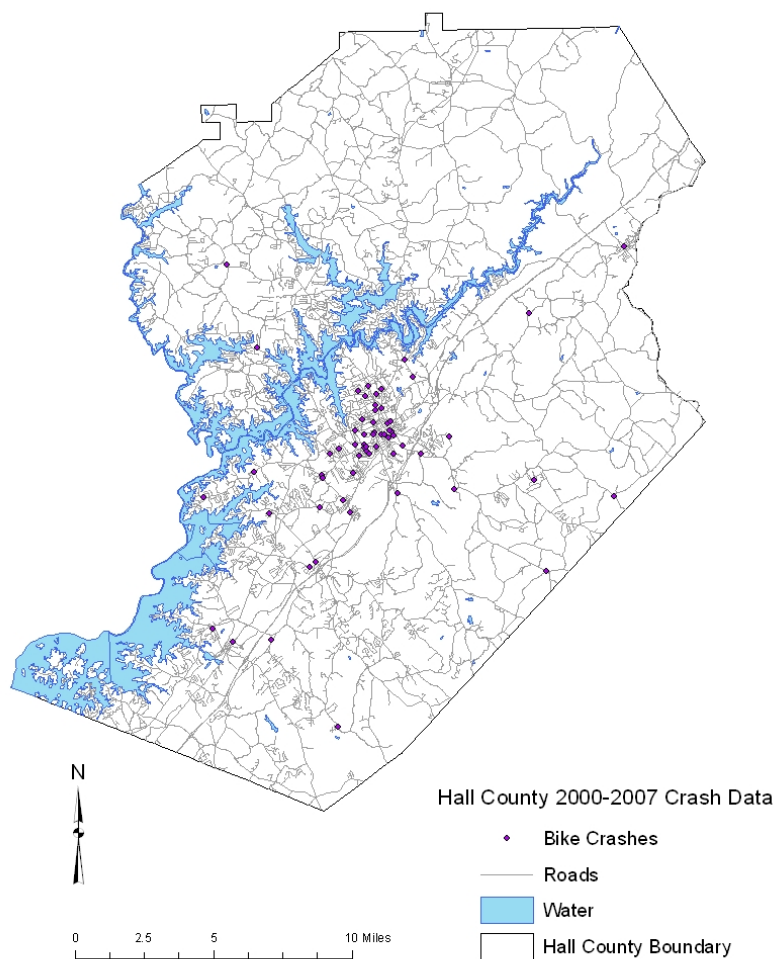 N
0 2.5 5 10 Miles
Hall County 2000-2007 Crash Data
Bike Crashes
Roads
Water
Hall County Boundary